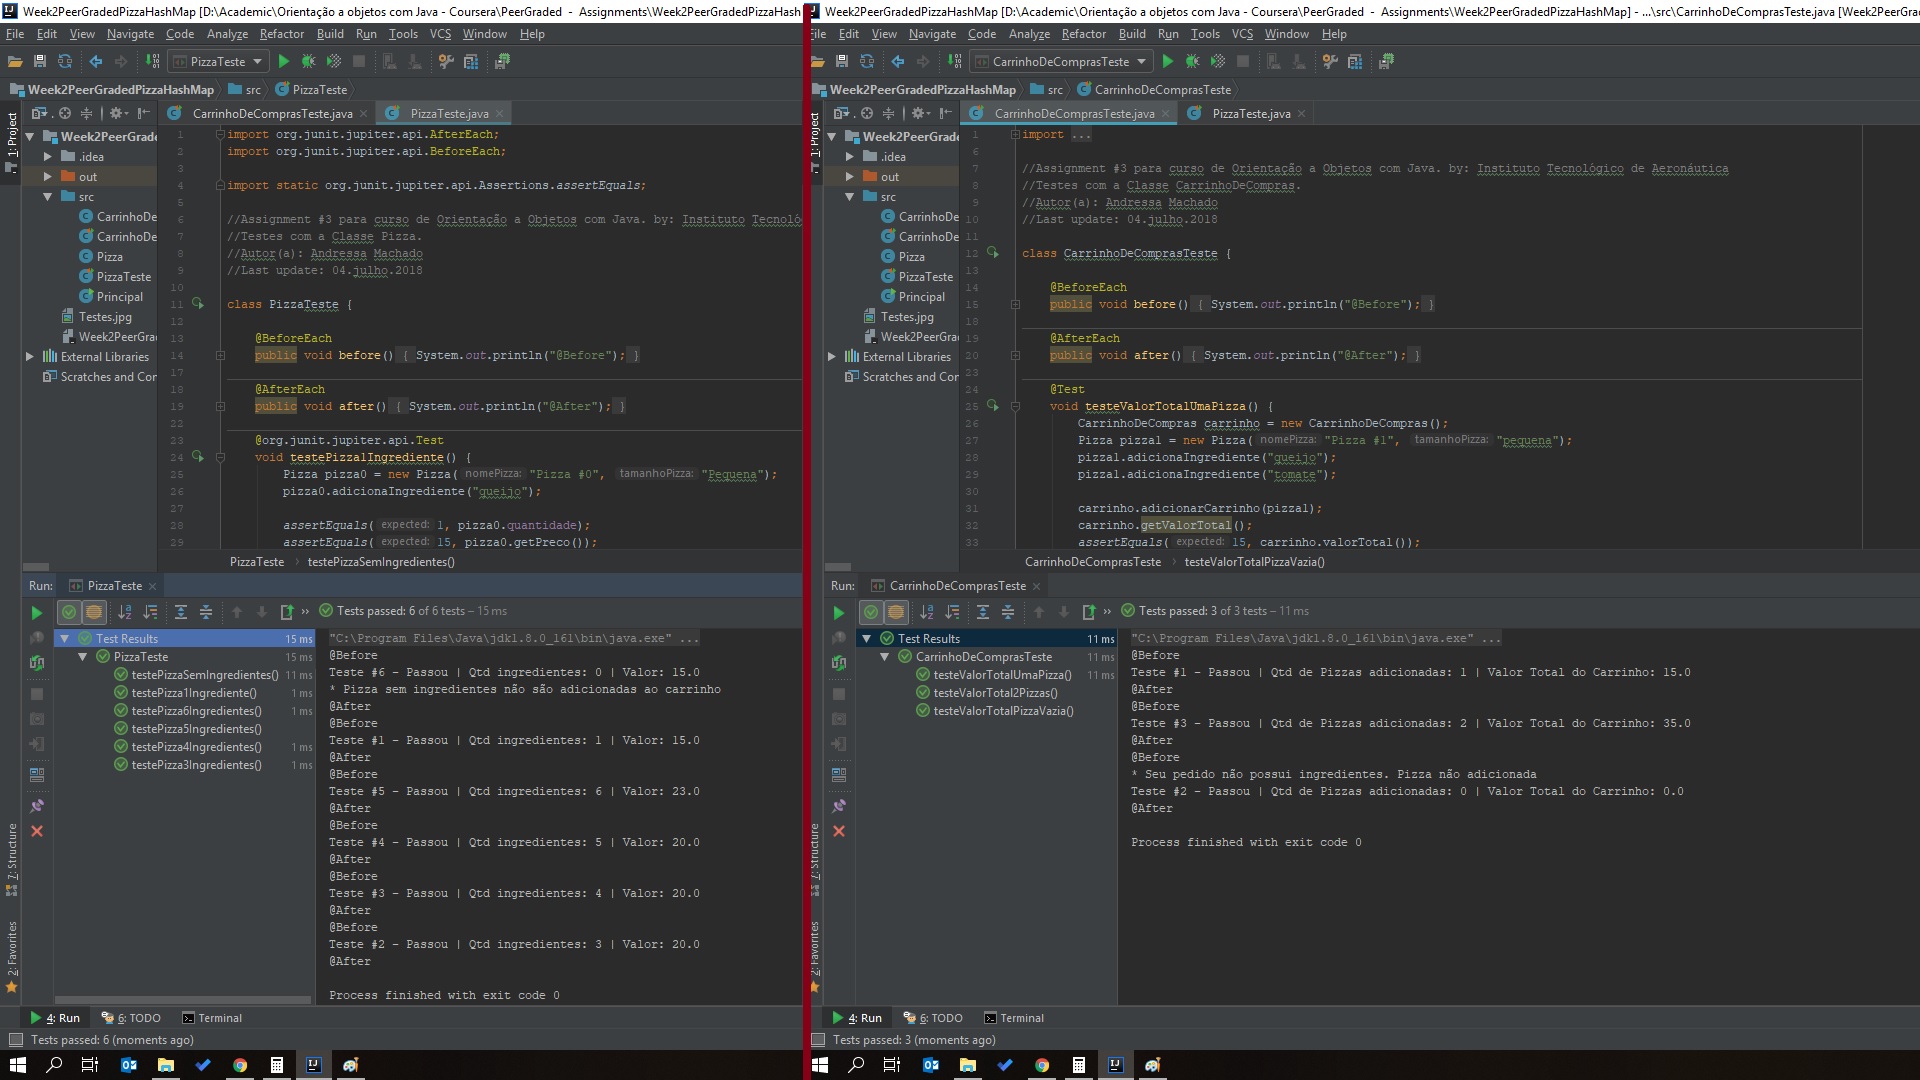 Week2PeerGradedPizzaHashMap [D:\Academic\Orientação a objetos com Java - Coursera\PeerGraded - Assignments\Week2PeerGradedPizzaHash
File Edit View Navigate Code Analyze Refactor Build Run Tools VCS Window Help
PizzaTeste
Week2PeerGradedPizzaHashMap src PizzaTeste
CarrinhoDeComprasTeste.java PizzaTeste.java
1: Project
Week2PeerGrade
.idea
out
src
CarrinhoDe
CarrinhoDe
Pizza
PizzaTeste
Principal
Testes.jpg
Week2PeerGrad
External Libraries
Scratches and Con
1 import org.junit.jupiter.api.AfterEach;
2 import org.junit.jupiter.api.BeforeEach;
3
4 import static org.junit.jupiter.api.Assertions.assertEquals;
5
6 //Assignment #3 para curso de Orientação a Objetos com Java. by: Instituto Tecnoló
7 //Testes com a Classe Pizza.
8 //Autor(a): Andressa Machado
9 //Last update: 04.julho.2018
10
11 class PizzaTeste {
12
13 @BeforeEach
14 public void before() { System.out.println("@Before"); }
17
18 @AfterEach
19 public void after() { System.out.println("@After"); }
22
23 @org.junit.jupiter.api.Test
24 void testePizza1Ingrediente() {
25 Pizza pizza0 = new Pizza( nomePizza: "Pizza #0", tamanhoPizza: "Pequena");
26 pizza0.adicionaIngrediente("queijo");
27
28 assertEquals( expected: 1, pizza0.quantidade);
29 assertEquals( expected: 15, pizza0.getPreco());
PizzaTeste › testePizzaSemIngredientes()
Run: PizzaTeste
Tests passed: 6 of 6 tests – 15 ms
Test Results 15 ms
PizzaTeste 15 ms
testePizzaSemIngredientes() 11 ms
testePizza1Ingrediente() 1 ms
testePizza6Ingredientes() 1 ms
testePizza5Ingredientes()
testePizza4Ingredientes() 1 ms
testePizza3Ingredientes() 1 ms
"C:\Program Files\Java\jdk1.8.0_161\bin\java.exe" ...
@Before
Teste #6 - Passou | Qtd ingredientes: 0 | Valor: 15.0
* Pizza sem ingredientes não são adicionadas ao carrinho
@After
@Before
Teste #1 - Passou | Qtd ingredientes: 1 | Valor: 15.0
@After
@Before
Teste #5 - Passou | Qtd ingredientes: 6 | Valor: 23.0
@After
@Before
Teste #4 - Passou | Qtd ingredientes: 5 | Valor: 20.0
@After
@Before
Teste #3 - Passou | Qtd ingredientes: 4 | Valor: 20.0
@After
@Before
Teste #2 - Passou | Qtd ingredientes: 3 | Valor: 20.0
@After
Process finished with exit code 0
7: Structure
2: Favorites
4: Run 6: TODO Terminal
Tests passed: 6 (moments ago)
Week2PeerGradedPizzaHashMap [D:\Academic\Orientação a objetos com Java - Coursera\PeerGraded - Assignments\Week2PeerGradedPizzaHashMap] - ...\src\CarrinhoDeComprasTeste.java [Week2PeerGra
File Edit View Navigate Code Analyze Refactor Build Run Tools VCS Window Help
CarrinhoDeComprasTeste
Week2PeerGradedPizzaHashMap src CarrinhoDeComprasTeste
CarrinhoDeComprasTeste.java PizzaTeste.java
1: Project
Week2PeerGrade
.idea
out
src
CarrinhoDe
CarrinhoDe
Pizza
PizzaTeste
Principal
Testes.jpg
Week2PeerGrad
External Libraries
Scratches and Con
1 import ...
6
7 //Assignment #3 para curso de Orientação a Objetos com Java. by: Instituto Tecnológico de Aeronáutica
8 //Testes com a Classe CarrinhoDeCompras.
9 //Autor(a): Andressa Machado
10 //Last update: 04.julho.2018
11
12 class CarrinhoDeComprasTeste {
13
14 @BeforeEach
15 public void before() { System.out.println("@Before"); }
18
19 @AfterEach
20 public void after() { System.out.println("@After"); }
23
24 @Test
25 void testeValorTotalUmaPizza() {
26 CarrinhoDeCompras carrinho = new CarrinhoDeCompras();
27 Pizza pizza1 = new Pizza( nomePizza: "Pizza #1", tamanhoPizza: "pequena");
28 pizza1.adicionaIngrediente("queijo");
29 pizza1.adicionaIngrediente("tomate");
30
31 carrinho.adicionarCarrinho(pizza1);
32 carrinho.getValorTotal();
33 assertEquals( expected: 15, carrinho.valorTotal());
CarrinhoDeComprasTeste › testeValorTotalPizzaVazia()
Run: CarrinhoDeComprasTeste
Tests passed: 3 of 3 tests – 11 ms
Test Results 11 ms
CarrinhoDeComprasTeste 11 ms
testeValorTotalUmaPizza() 11 ms
testeValorTotal2Pizzas()
testeValorTotalPizzaVazia()
"C:\Program Files\Java\jdk1.8.0_161\bin\java.exe" ...
@Before
Teste #1 - Passou | Qtd de Pizzas adicionadas: 1 | Valor Total do Carrinho: 15.0
@After
@Before
Teste #3 - Passou | Qtd de Pizzas adicionadas: 2 | Valor Total do Carrinho: 35.0
@After
@Before
* Seu pedido não possui ingredientes. Pizza não adicionada
Teste #2 - Passou | Qtd de Pizzas adicionadas: 0 | Valor Total do Carrinho: 0.0
@After
Process finished with exit code 0
7: Structure
2: Favorites
4: Run 6: TODO Terminal
Tests passed: 3 (moments ago)